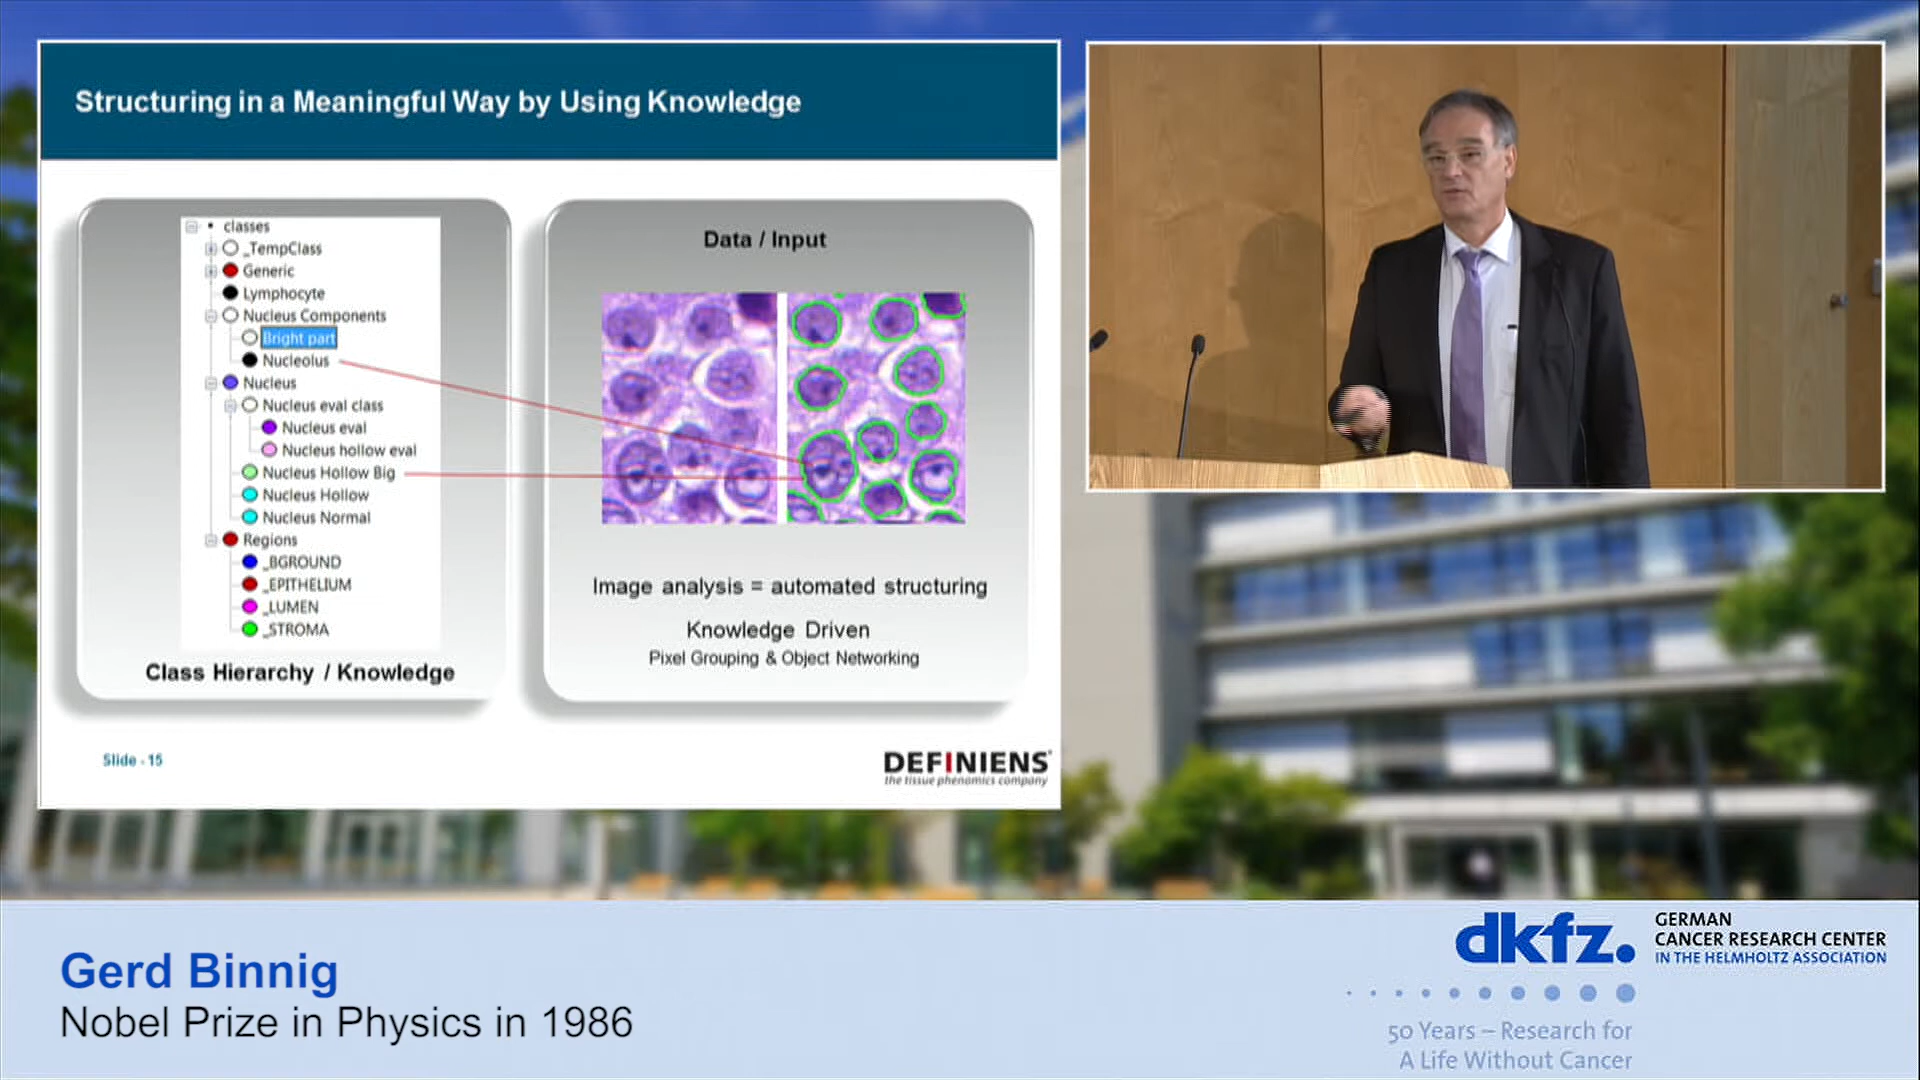 Structuring in a Meaningful Way by Using Knowledge
classes
_TempClass
Generic
Lymphocyte
Nucleus Components
Bright part
Nucleolus
Nucleus
Nucleus eval class
Nucleus eval
Nucleus hollow eval
Nucleus Hollow Big
Nucleus Hollow
Nucleus Normal
Regions
_BGROUND
_EPITHELIUM
_LUMEN
_STROMA
Class Hierarchy / Knowledge
Data / Input
Image analysis = automated structuring
Knowledge Driven
Pixel Grouping & Object Networking
Slide - 15
DEFINIENS
the tissue phenomics company
Gerd Binnig
Nobel Prize in Physics in 1986
dkfz.
GERMAN
CANCER RESEARCH CENTER
IN THE HELMHOLTZ ASSOCIATION
50 Years – Research for
A Life Without Cancer